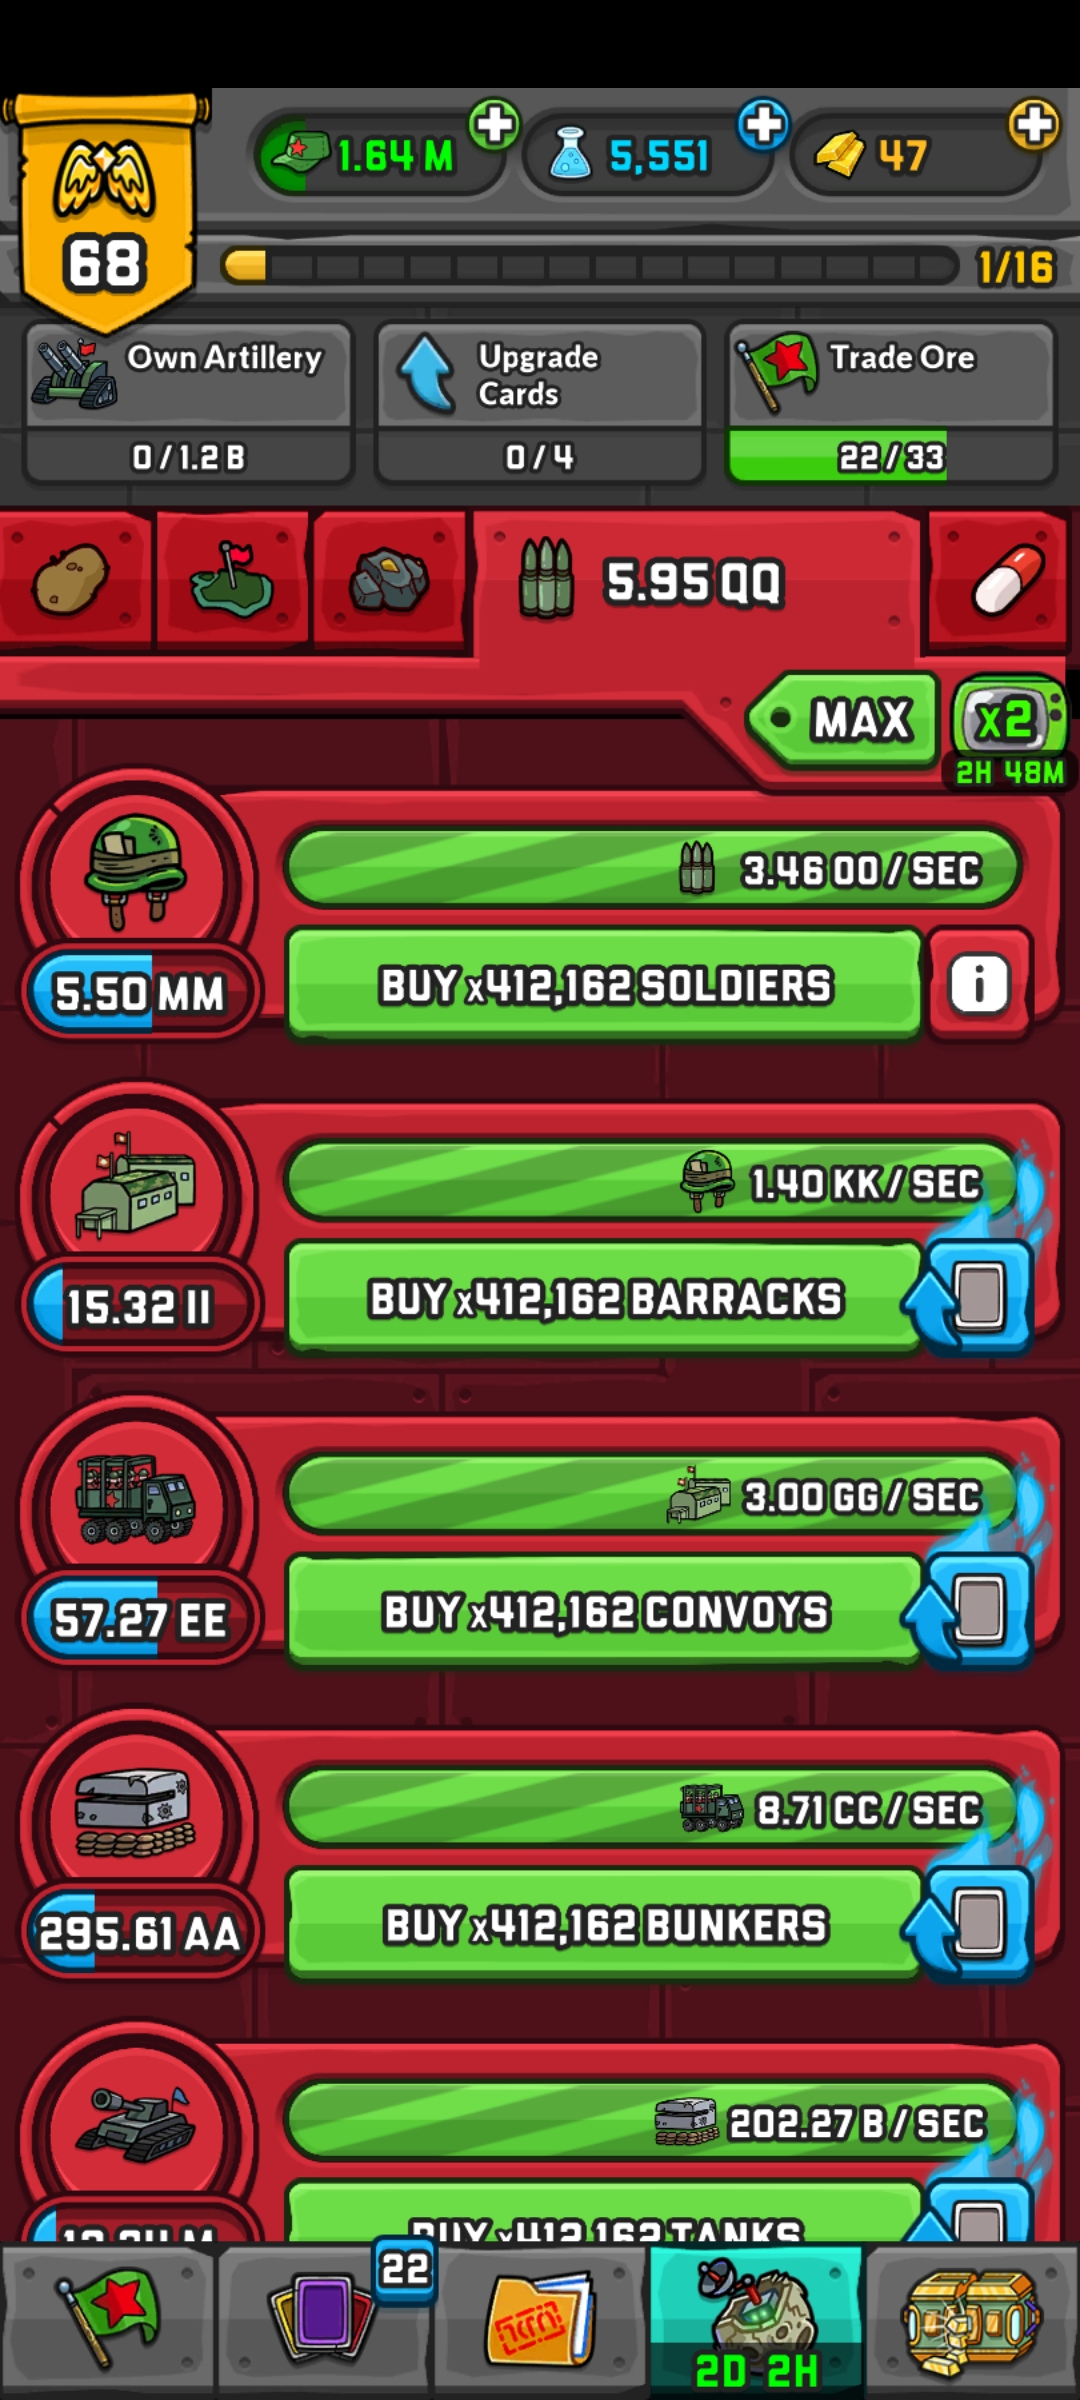 1.64 M
5,551
47
68
1/16
Own Artillery
0 / 1.2 B
Upgrade
Cards
0 / 4
Trade Ore
22 / 33
5.95 QQ
MAX
x2
2H 48M
3.46 OO / SEC
5.50 MM
BUY x412,162 SOLDIERS
i
1.40 KK / SEC
15.32 II
BUY x412,162 BARRACKS
3.00 GG / SEC
57.27 EE
BUY x412,162 CONVOYS
8.71 CC / SEC
295.61 AA
BUY x412,162 BUNKERS
202.27 B / SEC
BUY x412,162 TANKS
22
2D 2H